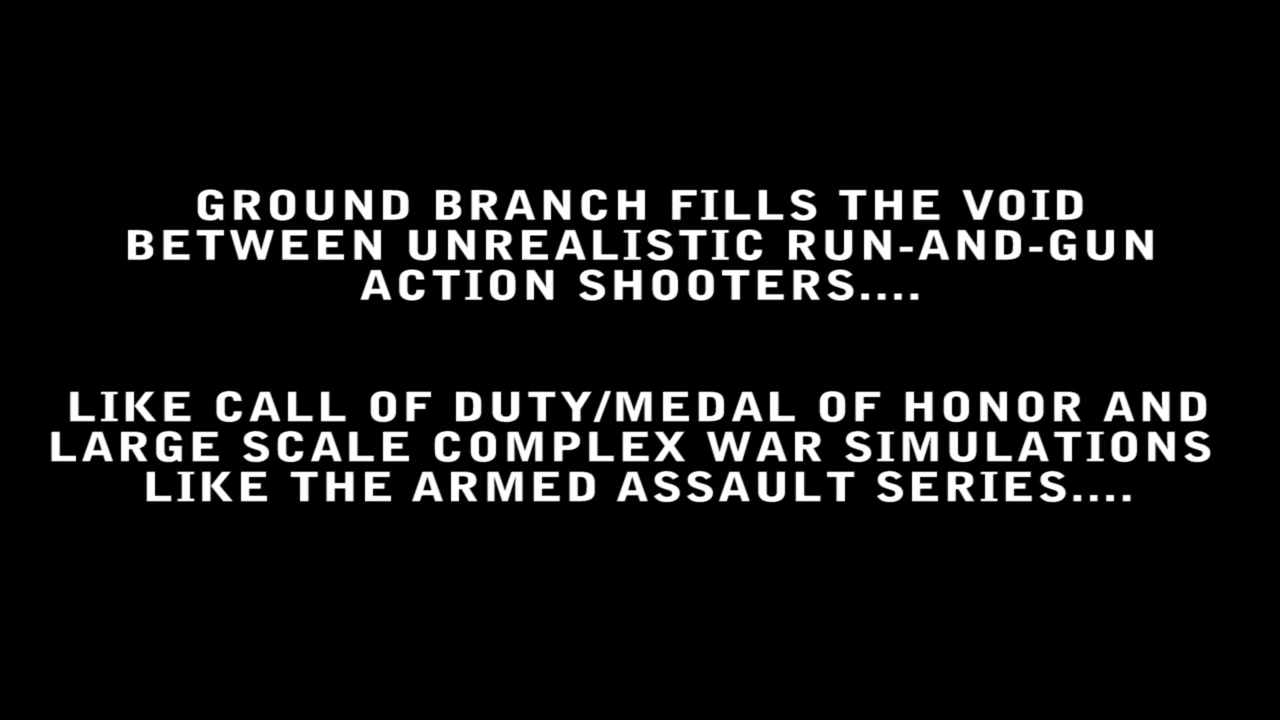 GROUND BRANCH FILLS THE VOID
BETWEEN UNREALISTIC RUN-AND-GUN
ACTION SHOOTERS....
LIKE CALL OF DUTY/MEDAL OF HONOR AND
LARGE SCALE COMPLEX WAR SIMULATIONS
LIKE THE ARMED ASSAULT SERIES....